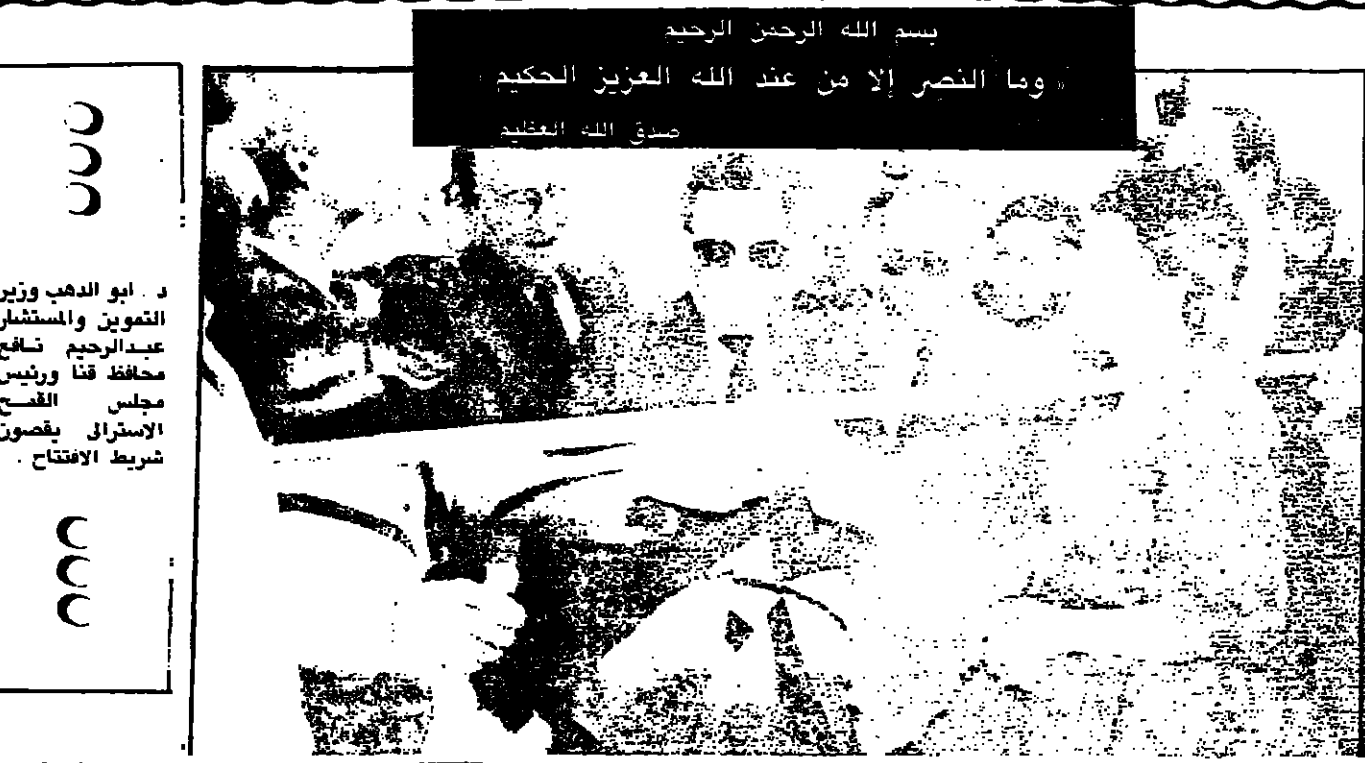 بسم الله الرحمن الرحيم
« وما النصر إلا من عند الله العزيز الحكيم »
صدق الله العظيم
د . ابو الدهب وزير
التموين والمستشار
عبدالرحيم نافع
محافظ قنا ورئيس
مجلس القمح
الاسترالى يقصون
شريط الافتتاح .